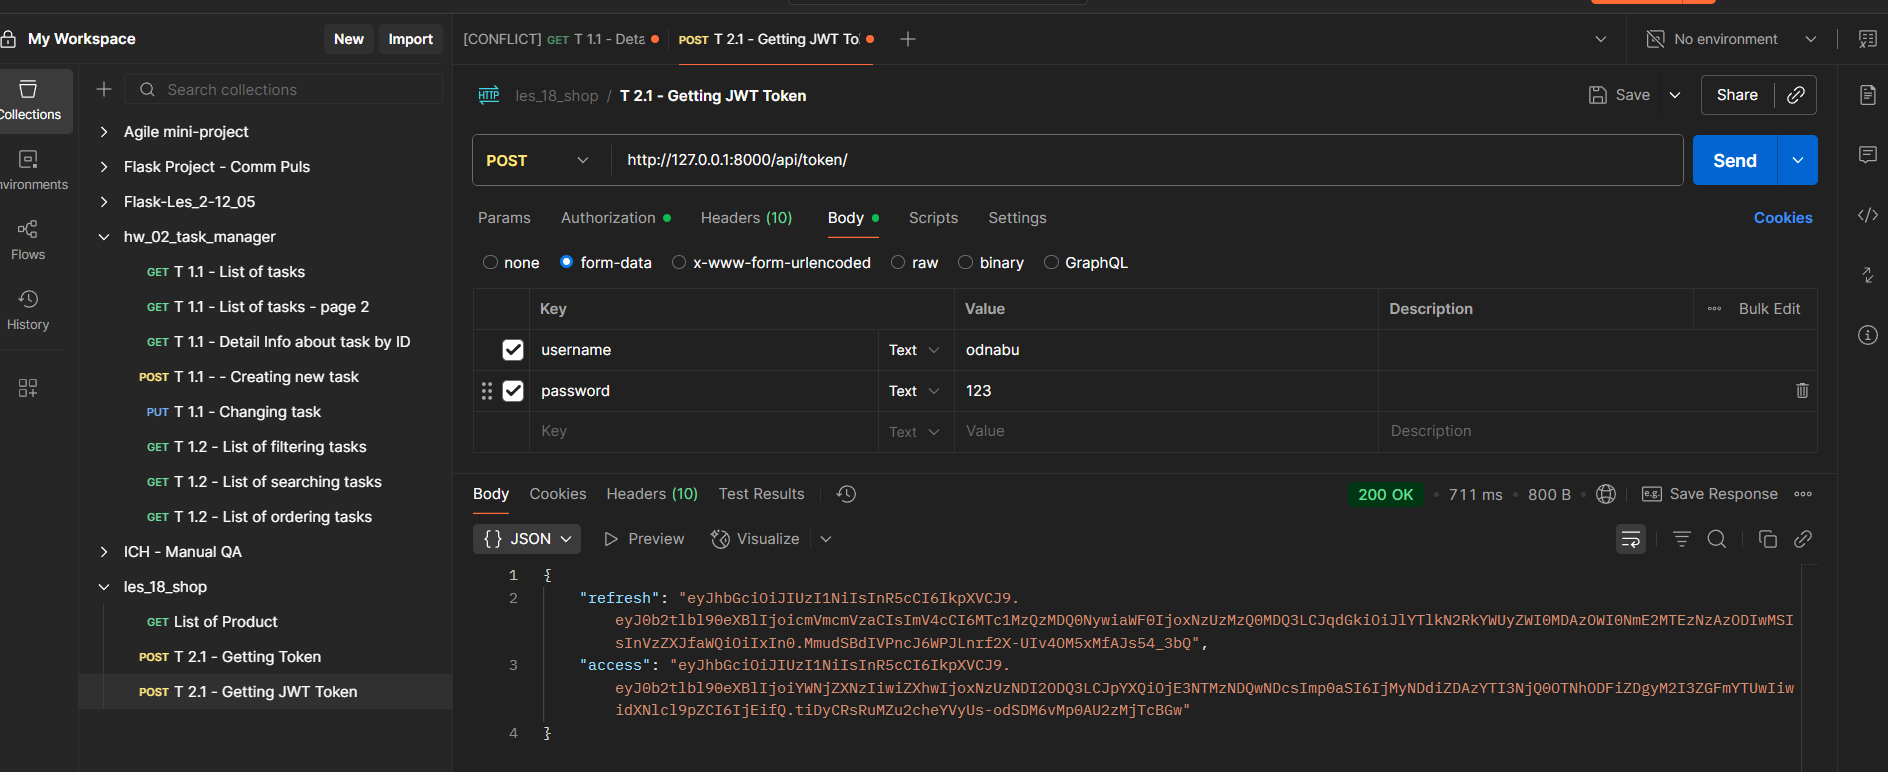 My Workspace
New
Import
[CONFLICT] GET T 1.1 - Deta
POST T 2.1 - Getting JWT To
No environment
Collections
Search collections
les_18_shop / T 2.1 - Getting JWT Token
Save
Share
Agile mini-project
Flask Project - Comm Puls
Flask-Les_2-12_05
hw_02_task_manager
GET T 1.1 - List of tasks
GET T 1.1 - List of tasks - page 2
GET T 1.1 - Detail Info about task by ID
POST T 1.1 - - Creating new task
PUT T 1.1 - Changing task
GET T 1.2 - List of filtering tasks
GET T 1.2 - List of searching tasks
GET T 1.2 - List of ordering tasks
ICH - Manual QA
les_18_shop
GET List of Product
POST T 2.1 - Getting Token
POST T 2.1 - Getting JWT Token
nvironments
Flows
History
POST
http://127.0.0.1:8000/api/token/
Send
Params
Authorization
Headers (10)
Body
Scripts
Settings
Cookies
none
form-data
x-www-form-urlencoded
raw
binary
GraphQL
Key
Value
Description
Bulk Edit
username
Text
odnabu
password
Text
123
Key
Text
Value
Description
Body
Cookies
Headers (10)
Test Results
200 OK
711 ms
800 B
e.g.
Save Response
{} JSON
Preview
Visualize
1 {
2 "refresh": "eyJhbGciOiJIUzI1NiIsInR5cCI6IkpXVCJ9.
eyJ0b2tlbl90eXBlIjoicmVmcmVzaCIsImV4cCI6MTc1MzQzMDQ0NywiaWF0IjoxNzUzMzQ0MDQ3LCJqdGkiOiJlYTlkN2RkYWUyZWI0MDAzOWI0NmE2MTEzNzAzODIwMSI
sInVzZXJfaWQiOiIxIn0.MmudSBdIVPncJ6WPJLnrf2X-UIv4OM5xMfAJs54_3bQ",
3 "access": "eyJhbGciOiJIUzI1NiIsInR5cCI6IkpXVCJ9.
eyJ0b2tlbl90eXBlIjoiYWNjZXNzIiwiZXhwIjoxNzUzNDI2ODQ3LCJpYXQiOjE3NTMzNDQwNDcsImp0aSI6IjMyNDdiZDAzYTI3NjQ0OTNhODFiZDgyM2I3ZGFmYTUwIiw
idXNlcl9pZCI6IjEifQ.tiDyCRsRuMZu2cheYVyUs-odSDM6vMp0AU2zMjTcBGw"
4 }